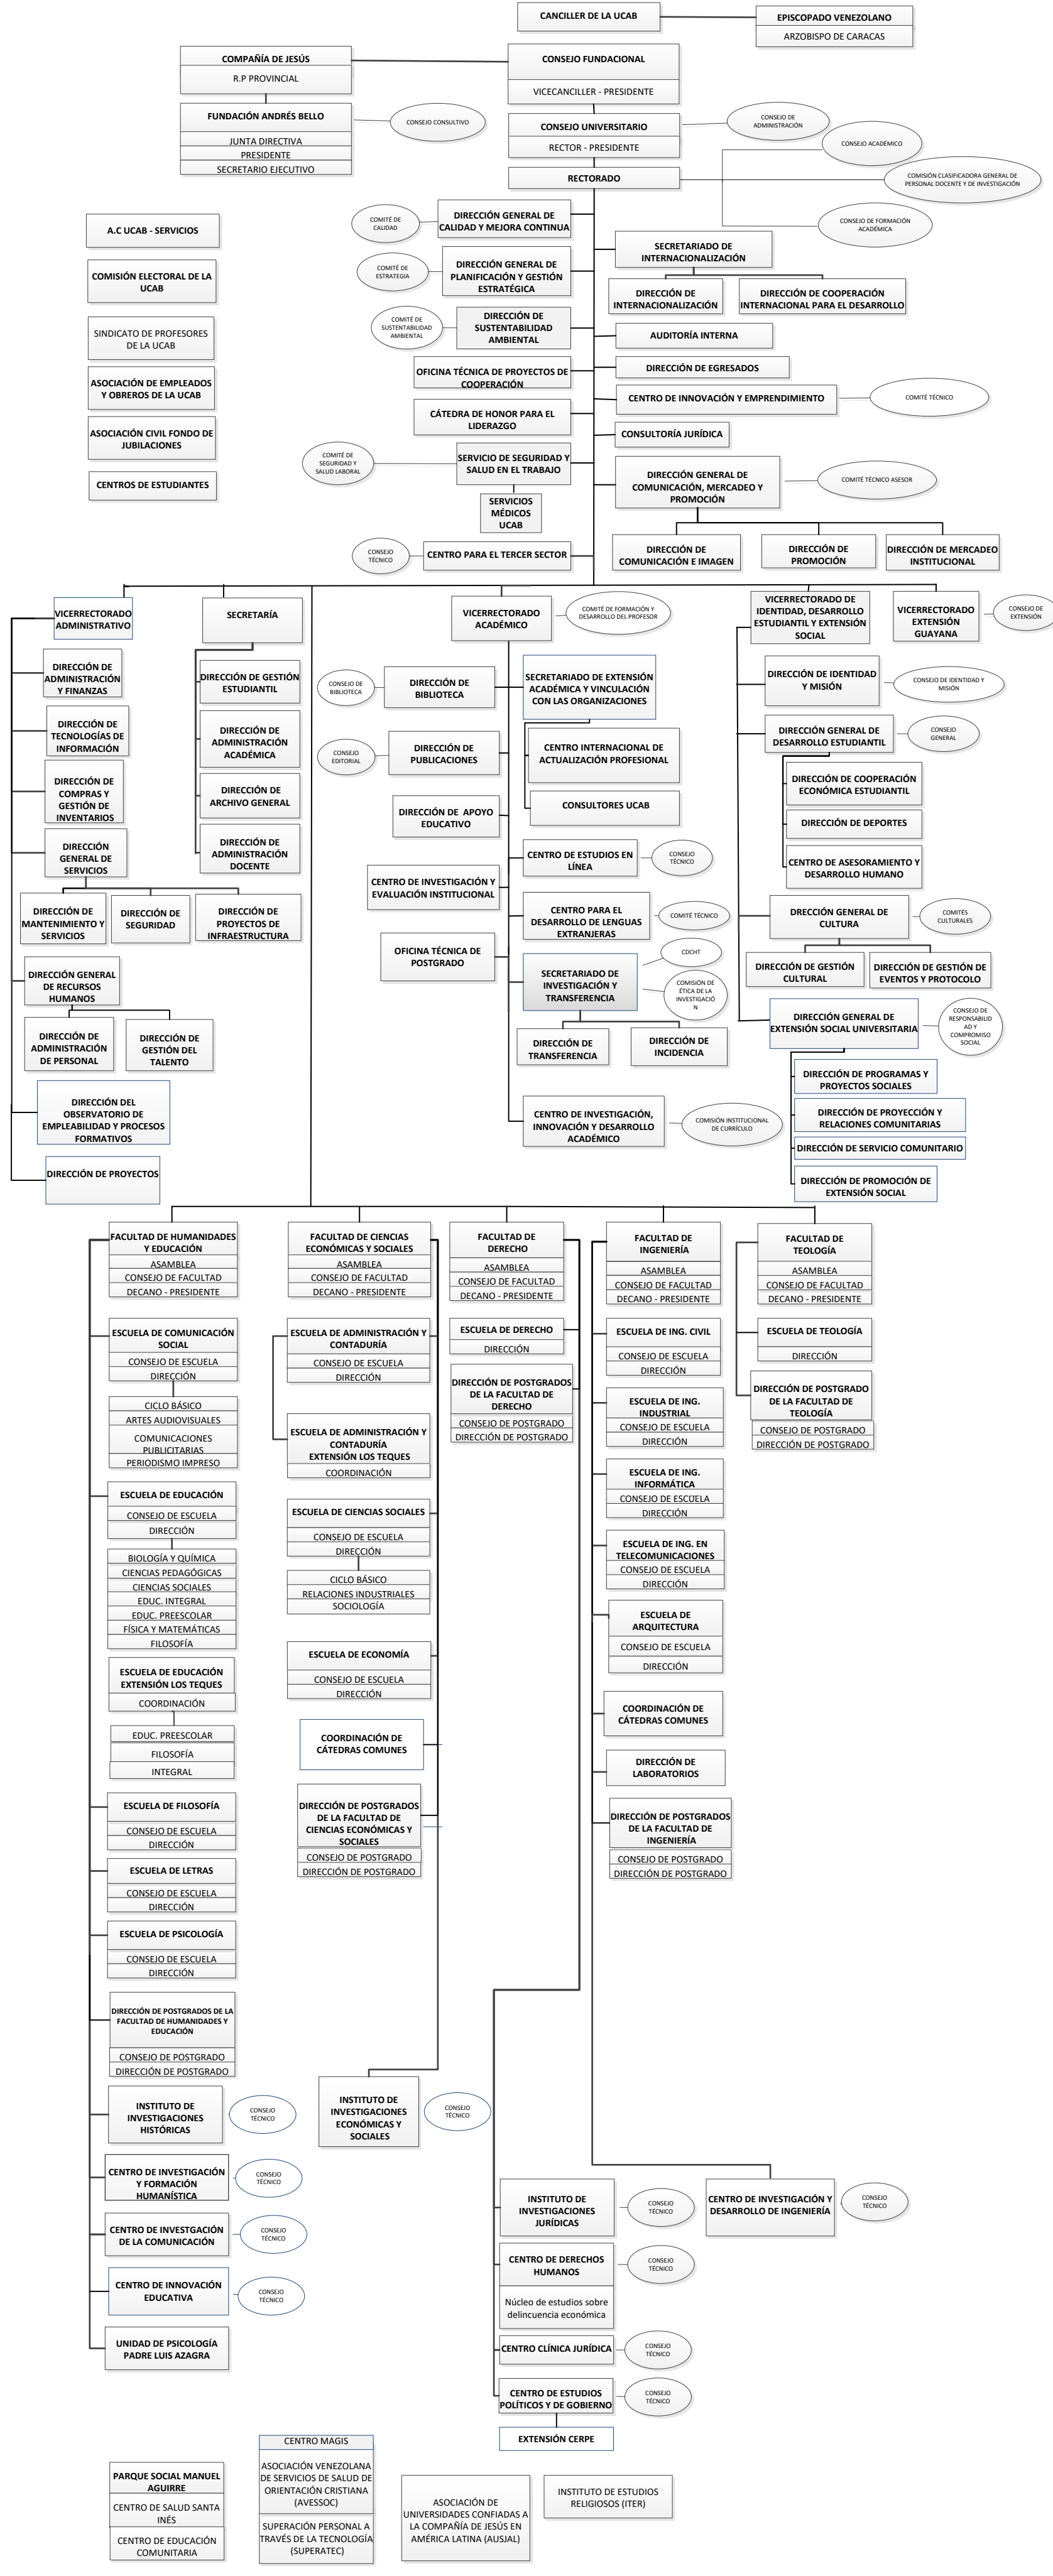 CANCILLER DE LA UCAB
EPISCOPADO VENEZOLANO
ARZOBISPO DE CARACAS
COMPAÑÍA DE JESÚS
R.P PROVINCIAL
CONSEJO FUNDACIONAL
VICECANCILLER - PRESIDENTE
FUNDACIÓN ANDRÉS BELLO
JUNTA DIRECTIVA
PRESIDENTE
SECRETARIO EJECUTIVO
CONSEJO CONSULTIVO
CONSEJO UNIVERSITARIO
RECTOR - PRESIDENTE
CONSEJO DE
ADMINISTRACIÓN
CONSEJO ACADÉMICO
RECTORADO
COMISIÓN CLASIFICADORA GENERAL DE
PERSONAL DOCENTE Y DE INVESTIGACIÓN
CONSEJO DE FORMACIÓN
ACADÉMICA
A.C UCAB - SERVICIOS
COMISIÓN ELECTORAL DE LA
UCAB
SINDICATO DE PROFESORES
DE LA UCAB
ASOCIACIÓN DE EMPLEADOS
Y OBREROS DE LA UCAB
ASOCIACIÓN CIVIL FONDO DE
JUBILACIONES
CENTROS DE ESTUDIANTES
COMITÉ DE
CALIDAD
DIRECCIÓN GENERAL DE
CALIDAD Y MEJORA CONTINUA
COMITÉ DE
ESTRATEGIA
DIRECCIÓN GENERAL DE
PLANIFICACIÓN Y GESTIÓN
ESTRATÉGICA
COMITÉ DE
SUSTENTABILIDAD
AMBIENTAL
DIRECCIÓN DE
SUSTENTABILIDAD
AMBIENTAL
OFICINA TÉCNICA DE PROYECTOS DE
COOPERACIÓN
CÁTEDRA DE HONOR PARA EL
LIDERAZGO
COMITÉ DE
SEGURIDAD Y
SALUD LABORAL
SERVICIO DE SEGURIDAD Y
SALUD EN EL TRABAJO
SERVICIOS
MÉDICOS
UCAB
CONSEJO
TÉCNICO
CENTRO PARA EL TERCER SECTOR
SECRETARIADO DE
INTERNACIONALIZACIÓN
DIRECCIÓN DE
INTERNACIONALIZACIÓN
DIRECCIÓN DE COOPERACIÓN
INTERNACIONAL PARA EL DESARROLLO
AUDITORÍA INTERNA
DIRECCIÓN DE EGRESADOS
CENTRO DE INNOVACIÓN Y EMPRENDIMIENTO
COMITÉ TÉCNICO
CONSULTORÍA JURÍDICA
DIRECCIÓN GENERAL DE
COMUNICACIÓN, MERCADEO Y
PROMOCIÓN
COMITÉ TÉCNICO ASESOR
DIRECCIÓN DE
COMUNICACIÓN E IMAGEN
DIRECCIÓN DE
PROMOCIÓN
DIRECCIÓN DE MERCADEO
INSTITUCIONAL
VICERRECTORADO
ADMINISTRATIVO
DIRECCIÓN DE
ADMINISTRACIÓN
Y FINANZAS
DIRECCIÓN DE
TECNOLOGÍAS DE
INFORMACIÓN
DIRECCIÓN DE
COMPRAS Y
GESTIÓN DE
INVENTARIOS
DIRECCIÓN
GENERAL DE
SERVICIOS
DIRECCIÓN DE
MANTENIMIENTO Y
SERVICIOS
DIRECCIÓN DE
SEGURIDAD
DIRECCIÓN DE
PROYECTOS DE
INFRAESTRUCTURA
DIRECCIÓN GENERAL
DE RECURSOS
HUMANOS
DIRECCIÓN DE
ADMINISTRACIÓN
DE PERSONAL
DIRECCIÓN DE
GESTIÓN DEL
TALENTO
DIRECCIÓN DEL
OBSERVATORIO DE
EMPLEABILIDAD Y PROCESOS
FORMATIVOS
DIRECCIÓN DE PROYECTOS
SECRETARÍA
DIRECCIÓN DE GESTIÓN
ESTUDIANTIL
DIRECCIÓN DE
ADMINISTRACIÓN
ACADÉMICA
DIRECCIÓN DE
ARCHIVO GENERAL
DIRECCIÓN DE
ADMINISTRACIÓN
DOCENTE
VICERRECTORADO
ACADÉMICO
COMITÉ DE FORMACIÓN Y
DESARROLLO DEL PROFESOR
CONSEJO DE
BIBLIOTECA
DIRECCIÓN DE
BIBLIOTECA
CONSEJO
EDITORIAL
DIRECCIÓN DE
PUBLICACIONES
DIRECCIÓN DE APOYO
EDUCATIVO
CENTRO DE INVESTIGACIÓN Y
EVALUACIÓN INSTITUCIONAL
OFICINA TÉCNICA DE
POSTGRADO
SECRETARIADO DE EXTENSIÓN
ACADÉMICA Y VINCULACIÓN
CON LAS ORGANIZACIONES
CENTRO INTERNACIONAL DE
ACTUALIZACIÓN PROFESIONAL
CONSULTORES UCAB
CENTRO DE ESTUDIOS EN
LÍNEA
CONSEJO
TÉCNICO
CENTRO PARA EL
DESARROLLO DE LENGUAS
EXTRANJERAS
COMITÉ TÉCNICO
SECRETARIADO DE
INVESTIGACIÓN Y
TRANSFERENCIA
CDCHT
COMISIÓN DE
ÉTICA DE LA
INVESTIGACIÓ
N
DIRECCIÓN DE
TRANSFERENCIA
DIRECCIÓN DE
INCIDENCIA
CENTRO DE INVESTIGACIÓN,
INNOVACIÓN Y DESARROLLO
ACADÉMICO
COMISIÓN INSTITUCIONAL
DE CURRÍCULO
VICERRECTORADO DE
IDENTIDAD, DESARROLLO
ESTUDIANTIL Y EXTENSIÓN
SOCIAL
VICERRECTORADO
EXTENSIÓN
GUAYANA
CONSEJO DE
EXTENSIÓN
DIRECCIÓN DE IDENTIDAD
Y MISIÓN
CONSEJO DE IDENTIDAD Y
MISIÓN
DIRECCIÓN GENERAL DE
DESARROLLO ESTUDIANTIL
CONSEJO
GENERAL
DIRECCIÓN DE COOPERACIÓN
ECONÓMICA ESTUDIANTIL
DIRECCIÓN DE DEPORTES
CENTRO DE ASESORAMIENTO Y
DESARROLLO HUMANO
DRECCIÓN GENERAL DE
CULTURA
COMITÉS
CULTURALES
DIRECCIÓN DE GESTIÓN
CULTURAL
DIRECCIÓN DE GESTIÓN DE
EVENTOS Y PROTOCOLO
DIRECCIÓN GENERAL DE
EXTENSIÓN SOCIAL UNIVERSITARIA
CONSEJO DE
RESPONSABILID
AD Y
COMPROMISO
SOCIAL
DIRECCIÓN DE PROGRAMAS Y
PROYECTOS SOCIALES
DIRECCIÓN DE PROYECCIÓN Y
RELACIONES COMUNITARIAS
DIRECCIÓN DE SERVICIO COMUNITARIO
DIRECCIÓN DE PROMOCIÓN DE
EXTENSIÓN SOCIAL
FACULTAD DE HUMANIDADES
Y EDUCACIÓN
ASAMBLEA
CONSEJO DE FACULTAD
DECANO - PRESIDENTE
ESCUELA DE COMUNICACIÓN
SOCIAL
CONSEJO DE ESCUELA
DIRECCIÓN
CICLO BÁSICO
ARTES AUDIOVISUALES
COMUNICACIONES
PUBLICITARIAS
PERIODISMO IMPRESO
ESCUELA DE EDUCACIÓN
CONSEJO DE ESCUELA
DIRECCIÓN
BIOLOGÍA Y QUÍMICA
CIENCIAS PEDAGÓGICAS
CIENCIAS SOCIALES
EDUC. INTEGRAL
EDUC. PREESCOLAR
FÍSICA Y MATEMÁTICAS
FILOSOFÍA
ESCUELA DE EDUCACIÓN
EXTENSIÓN LOS TEQUES
COORDINACIÓN
EDUC. PREESCOLAR
FILOSOFÍA
INTEGRAL
ESCUELA DE FILOSOFÍA
CONSEJO DE ESCUELA
DIRECCIÓN
ESCUELA DE LETRAS
CONSEJO DE ESCUELA
DIRECCIÓN
ESCUELA DE PSICOLOGÍA
CONSEJO DE ESCUELA
DIRECCIÓN
DIRECCIÓN DE POSTGRADOS DE LA
FACULTAD DE HUMANIDADES Y
EDUCACIÓN
CONSEJO DE POSTGRADO
DIRECCIÓN DE POSTGRADO
INSTITUTO DE
INVESTIGACIONES
HISTÓRICAS
CONSEJO
TÉCNICO
CENTRO DE INVESTIGACIÓN
Y FORMACIÓN
HUMANÍSTICA
CONSEJO
TÉCNICO
CENTRO DE INVESTGACIÓN
DE LA COMUNICACIÓN
CONSEJO
TÉCNICO
CENTRO DE INNOVACIÓN
EDUCATIVA
CONSEJO
TÉCNICO
UNIDAD DE PSICOLOGÍA
PADRE LUIS AZAGRA
FACULTAD DE CIENCIAS
ECONÓMICAS Y SOCIALES
ASAMBLEA
CONSEJO DE FACULTAD
DECANO - PRESIDENTE
ESCUELA DE ADMINISTRACIÓN Y
CONTADURÍA
CONSEJO DE ESCUELA
DIRECCIÓN
ESCUELA DE ADMINISTRACIÓN Y
CONTADURÍA
EXTENSIÓN LOS TEQUES
COORDINACIÓN
ESCUELA DE CIENCIAS SOCIALES
CONSEJO DE ESCUELA
DIRECCIÓN
CICLO BÁSICO
RELACIONES INDUSTRIALES
SOCIOLOGÍA
ESCUELA DE ECONOMÍA
CONSEJO DE ESCUELA
DIRECCIÓN
COORDINACIÓN DE
CÁTEDRAS COMUNES
DIRECCIÓN DE POSTGRADOS
DE LA FACULTAD DE
CIENCIAS ECONÓMICAS Y
SOCIALES
CONSEJO DE POSTGRADO
DIRECCIÓN DE POSTGRADO
INSTITUTO DE
INVESTIGACIONES
ECONÓMICAS Y
SOCIALES
CONSEJO
TÉCNICO
FACULTAD DE
DERECHO
ASAMBLEA
CONSEJO DE FACULTAD
DECANO - PRESIDENTE
ESCUELA DE DERECHO
DIRECCIÓN
DIRECCIÓN DE POSTGRADOS
DE LA FACULTAD DE
DERECHO
CONSEJO DE POSTGRADO
DIRECCIÓN DE POSTGRADO
FACULTAD DE
INGENIERÍA
ASAMBLEA
CONSEJO DE FACULTAD
DECANO - PRESIDENTE
ESCUELA DE ING. CIVIL
CONSEJO DE ESCUELA
DIRECCIÓN
ESCUELA DE ING.
INDUSTRIAL
CONSEJO DE ESCUELA
DIRECCIÓN
ESCUELA DE ING.
INFORMÁTICA
CONSEJO DE ESCUELA
DIRECCIÓN
ESCUELA DE ING. EN
TELECOMUNICACIONES
CONSEJO DE ESCUELA
DIRECCIÓN
ESCUELA DE
ARQUITECTURA
CONSEJO DE ESCUELA
DIRECCIÓN
COORDINACIÓN DE
CÁTEDRAS COMUNES
DIRECCIÓN DE
LABORATORIOS
DIRECCIÓN DE POSTGRADOS
DE LA FACULTAD DE
INGENIERÍA
CONSEJO DE POSTGRADO
DIRECCIÓN DE POSTGRADO
FACULTAD DE
TEOLOGÍA
ASAMBLEA
CONSEJO DE FACULTAD
DECANO - PRESIDENTE
ESCUELA DE TEOLOGÍA
DIRECCIÓN
DIRECCIÓN DE POSTGRADO
DE LA FACULTAD DE
TEOLOGÍA
CONSEJO DE POSTGRADO
DIRECCIÓN DE POSTGRADO
INSTITUTO DE
INVESTIGACIONES
JURÍDICAS
CONSEJO
TÉCNICO
CENTRO DE INVESTIGACIÓN Y
DESARROLLO DE INGENIERÍA
CONSEJO
TÉCNICO
CENTRO DE DERECHOS
HUMANOS
CONSEJO
TÉCNICO
Núcleo de estudios sobre
delincuencia económica
CENTRO CLÍNICA JURÍDICA
CONSEJO
TÉCNICO
CENTRO DE ESTUDIOS
POLÍTICOS Y DE GOBIERNO
CONSEJO
TÉCNICO
EXTENSIÓN CERPE
PARQUE SOCIAL MANUEL
AGUIRRE
CENTRO DE SALUD SANTA
INÉS
CENTRO DE EDUCACIÓN
COMUNITARIA
CENTRO MAGIS
ASOCIACIÓN VENEZOLANA
DE SERVICIOS DE SALUD DE
ORIENTACIÓN CRISTIANA
(AVESSOC)
SUPERACIÓN PERSONAL A
TRAVÉS DE LA TECNOLOGÍA
(SUPERATEC)
ASOCIACIÓN DE
UNIVERSIDADES CONFIADAS A
LA COMPAÑÍA DE JESÚS EN
AMÉRICA LATINA (AUSJAL)
INSTITUTO DE ESTUDIOS
RELIGIOSOS (ITER)